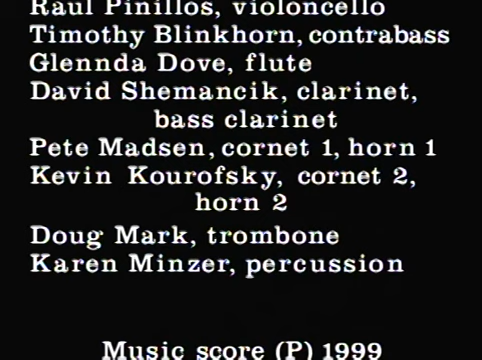 Raul Pinillos, violoncello
Timothy Blinkhorn, contrabass
Glennda Dove, flute
David Shemancik, clarinet,
bass clarinet
Pete Madsen, cornet 1, horn 1
Kevin Kourofsky, cornet 2,
horn 2
Doug Mark, trombone
Karen Minzer, percussion
Music score (P) 1999